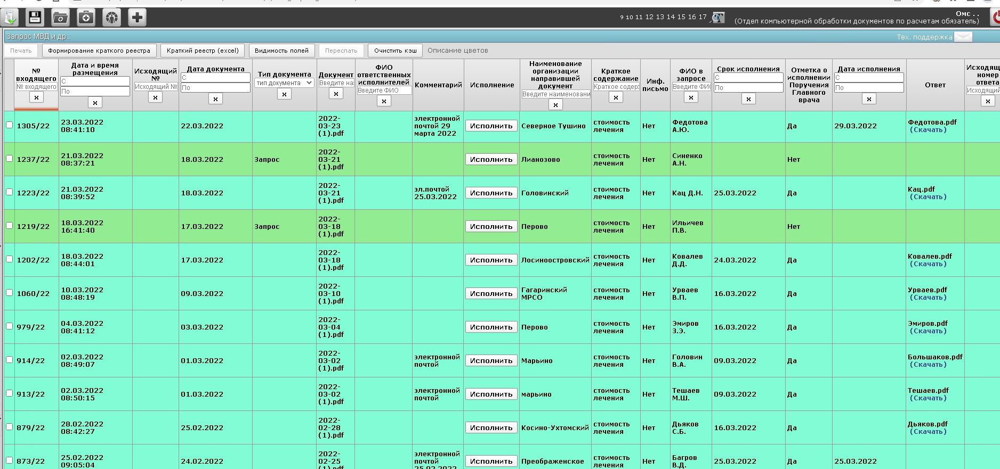 9 10 11 12 13 14 15 16 17
Омс . .
(Отдел компьютерной обработки документов по расчетам обязатель)
Запрос МВД и др.:
Тех. поддержка
Печать
Формирование краткого реестра
Краткий реестр (excel)
Видимость полей
Переслать
Очистить кэш
Описание цветов
№
входящего
№ входящего
x
Дата и время
размещения
С
По
x
Исходящий
№
Исходящий №
x
Дата документа
С
По
x
Тип документа
тип документа
x
Документ
Введите на
x
ФИО
ответственных
исполнителей
Введите ФИО
x
Комментарий
Исполнение
Наименование
организации
направившей
документ
Введите наименовани
x
Краткое
содержание
Краткое содер
x
Инф.
письмо
ФИО в
запросе
Введите ФИ
x
Срок исполнения
С
По
x
Отметка о
исполнении
Поручения
Главного
врача
Дата исполнения
С
По
x
Ответ
Исходящ
номер
ответа
Исходящий
x
1305/22
23.03.2022
08:41:10
22.03.2022
2022-
03-23
(1).pdf
электронной
почтой 29
марта 2022
Исполнить
Северное Тушино
стоимость
лечения
Нет
Федотова
А.Ю.
Да
29.03.2022
Федотова.pdf
(Скачать)
1237/22
21.03.2022
08:37:21
18.03.2022
Запрос
2022-
03-21
(1).pdf
Исполнить
Лианозово
стоимость
лечения
Нет
Синенко
А.Н.
Нет
1223/22
21.03.2022
08:39:52
18.03.2022
2022-
03-21
(1).pdf
эл.почтой
25.03.2022
Исполнить
Головинский
стоимость
лечения
Нет
Кац Д.Н.
25.03.2022
Да
Кац.pdf
(Скачать)
1219/22
18.03.2022
16:41:40
17.03.2022
Запрос
2022-
03-18
(1).pdf
Исполнить
Перово
стоимость
лечения
Нет
Ильичев
П.В.
Нет
1202/22
18.03.2022
08:44:01
17.03.2022
2022-
03-18
(1).pdf
Исполнить
Лосиноостровский
стоимость
лечения
Нет
Ковалев
Д.Д.
24.03.2022
Да
Ковалев.pdf
(Скачать)
1060/22
10.03.2022
08:48:19
09.03.2022
2022-
03-10
(1).pdf
Исполнить
Гагаринский
МРСО
стоимость
лечения
Нет
Урваев
В.П.
16.03.2022
Да
Урваев.pdf
(Скачать)
979/22
04.03.2022
08:41:12
03.03.2022
2022-
03-04
(1).pdf
Исполнить
Перово
стоимость
лечения
Нет
Эмиров
З.Э.
16.03.2022
Да
Эмиров.pdf
(Скачать)
914/22
02.03.2022
08:49:07
01.03.2022
2022-
03-02
(1).pdf
электронной
почтой
Исполнить
Марьино
стоимость
лечения
Нет
Головин
В.А.
09.03.2022
Да
Большаков.pdf
(Скачать)
913/22
02.03.2022
08:50:15
01.03.2022
2022-
03-02
(1).pdf
электронной
почтой
Исполнить
марьино
стоимость
лечения
Нет
Тешаев
М.Ш.
09.03.2022
Да
Тешаев.pdf
(Скачать)
879/22
28.02.2022
08:42:27
25.02.2022
2022-
02-28
(1).pdf
Исполнить
Косино-Ухтомский
стоимость
лечения
Нет
Дьяков
С.Б.
16.03.2022
Да
Дьяков.pdf
(Скачать)
873/22
25.02.2022
09:05:04
24.02.2022
2022-
02-25
(1).pdf
электронной
почтой
25.02.2022
Исполнить
Преображенское
стоимость
лечения
Нет
Багров
В.Д.
25.03.2022
Да
25.03.2022